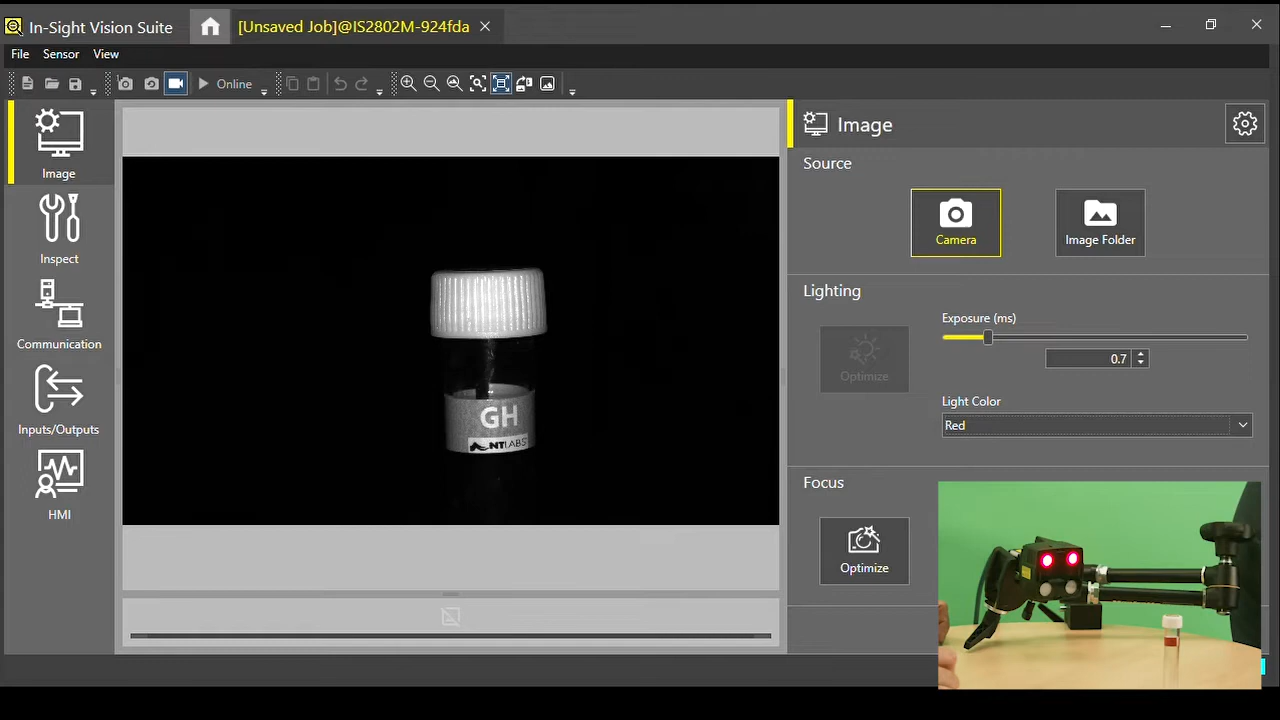 In-Sight Vision Suite
[Unsaved Job]@IS2802M-924fda
File Sensor View
Online
Image
Inspect
Communication
Inputs/Outputs
HMI
GH
NTLABS
Image
Source
Camera
Image Folder
Lighting
Optimize
Exposure (ms)
0.7
Light Color
Red
Focus
Optimize